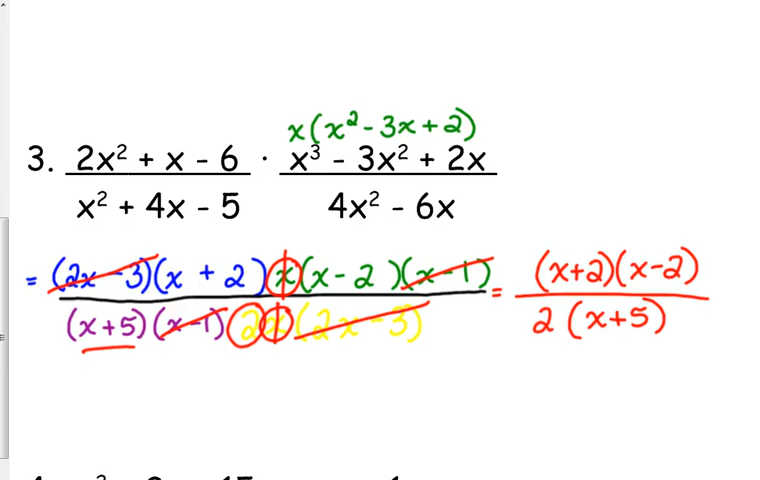 x(x² - 3x + 2)
3. 2x² + x - 6 · x³ - 3x² + 2x
x² + 4x - 5 4x² - 6x
= (2x - 3)(x + 2) x (x - 2)(x - 1) = (x+2)(x-2)
(x+5)(x-1) 2x (2x - 3) 2(x+5)